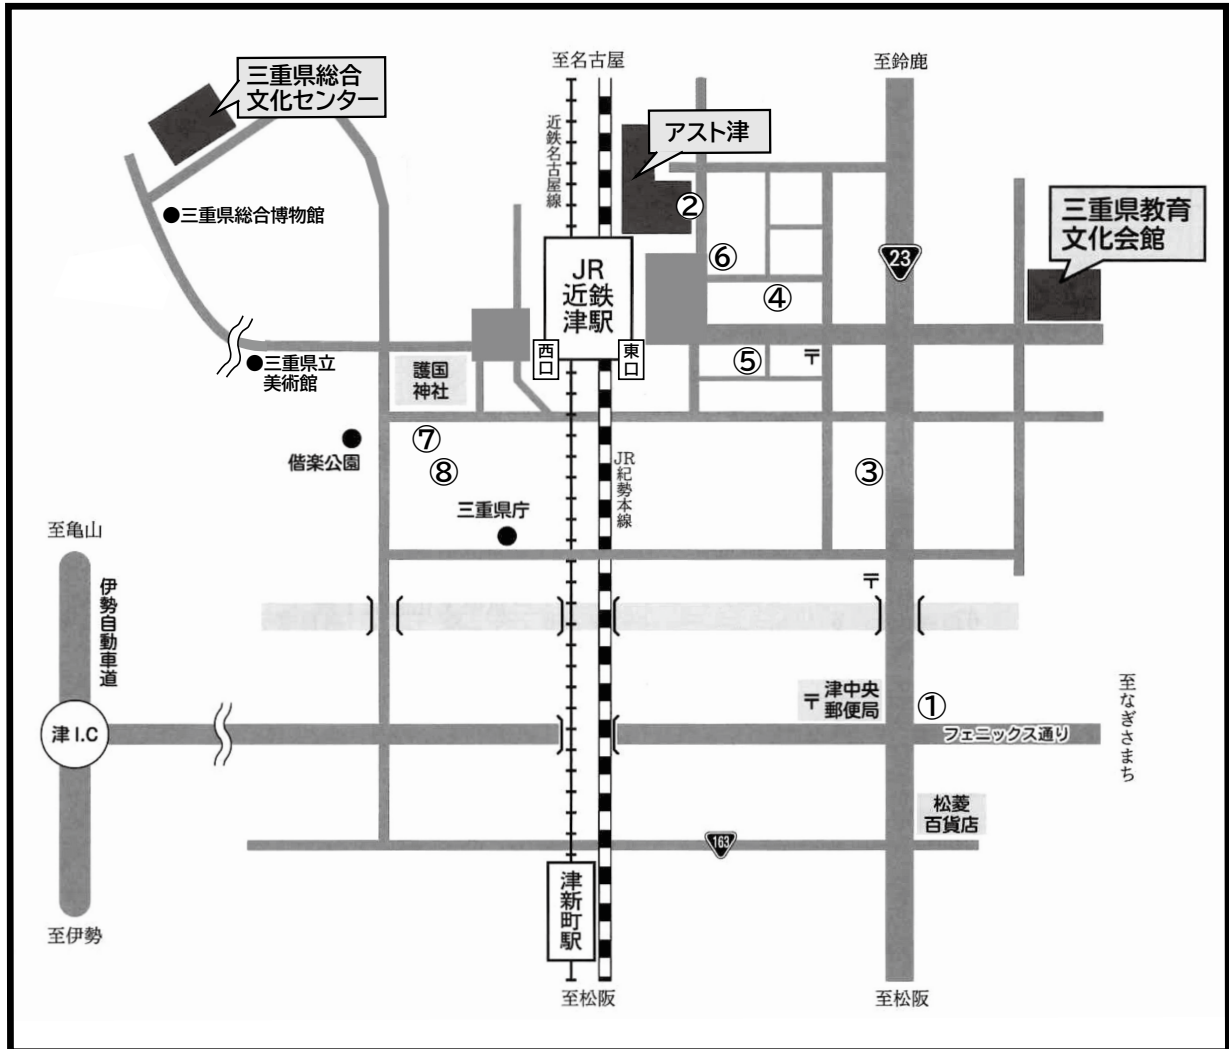 至名古屋
至鈴鹿
三重県総合
文化センター
近鉄名古屋線
アスト津
②
三重県教育
文化会館
●三重県総合博物館
⑥
23
JR
近鉄
津駅
④
西口
東口
⑤
〒
●三重県立
美術館
護国
神社
⑦
偕楽公園
⑧
JR紀勢本線
③
三重県庁
至亀山
伊勢自動車道
〒
〒津中央
郵便局
①
至なぎさまち
津I.C
フェニックス通り
松菱
百貨店
163
津新町駅
至伊勢
至松阪
至松阪